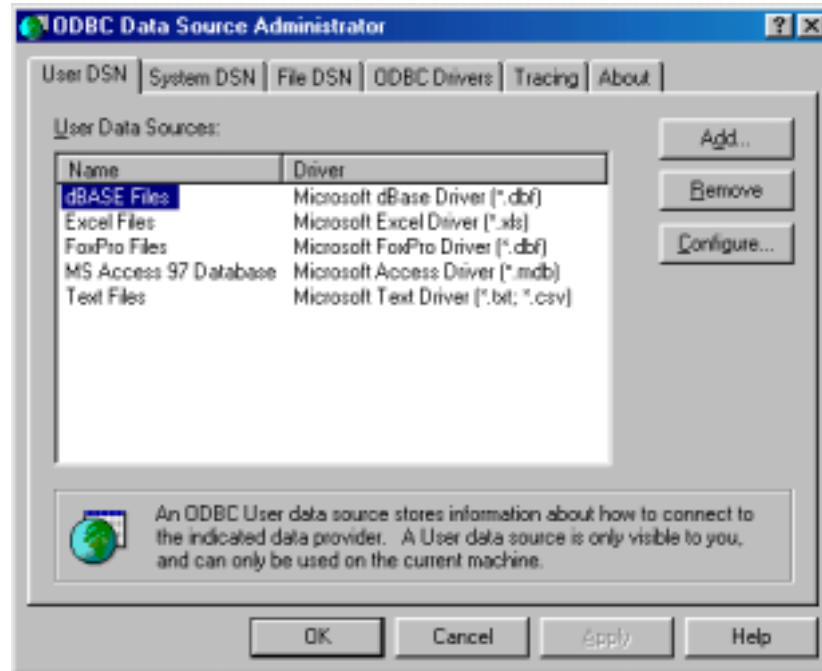 ODBC Data Source Administrator
User DSN System DSN File DSN ODBC Drivers Tracing About
User Data Sources:
Name Driver
dBASE Files Microsoft dBase Driver (*.dbf)
Excel Files Microsoft Excel Driver (*.xls)
FoxPro Files Microsoft FoxPro Driver (*.dbf)
MS Access 97 Database Microsoft Access Driver (*.mdb)
Text Files Microsoft Text Driver (*.txt; *.csv)
Add...
Remove
Configure...
An ODBC User data source stores information about how to connect to
the indicated data provider. A User data source is only visible to you,
and can only be used on the current machine.
OK Cancel Apply Help